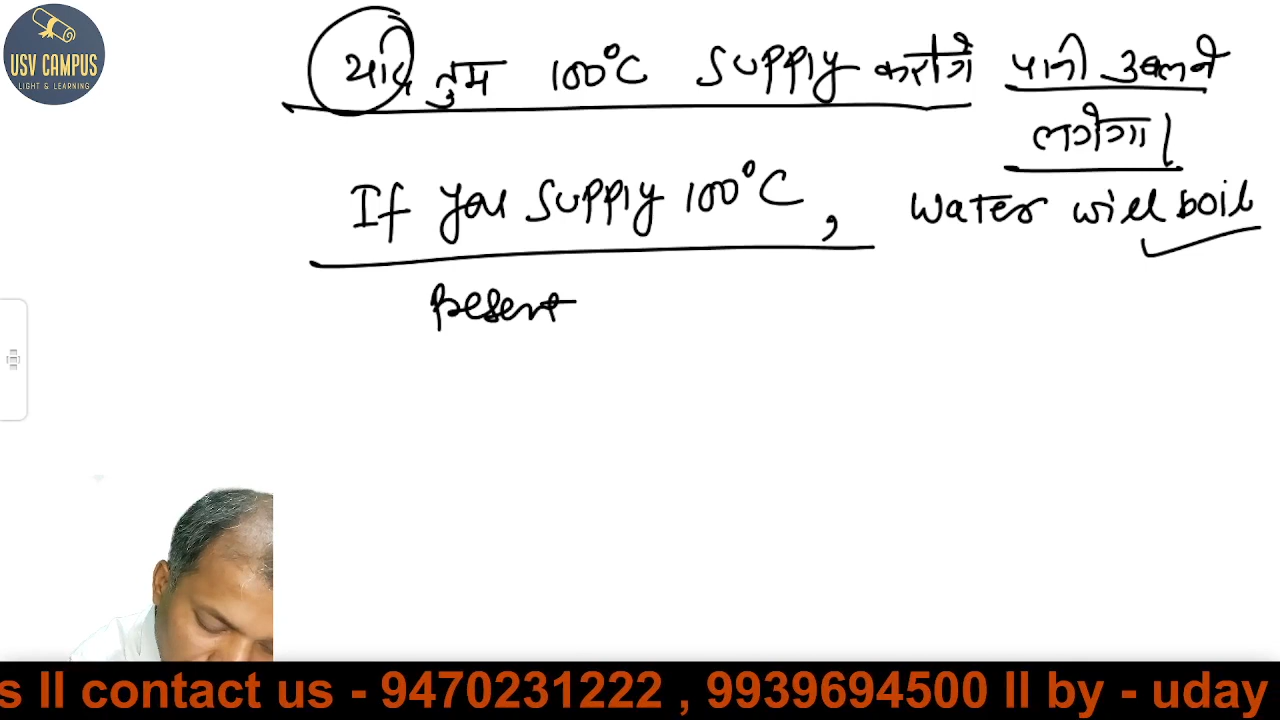 USV CAMPUS
LIGHT & LEARNING
यदि तुम 100°C supply करोगे पानी उबलने
लगेगा।
If you supply 100°C, water will boil
Present
s II contact us - 9470231222 , 9939694500 II by - uday